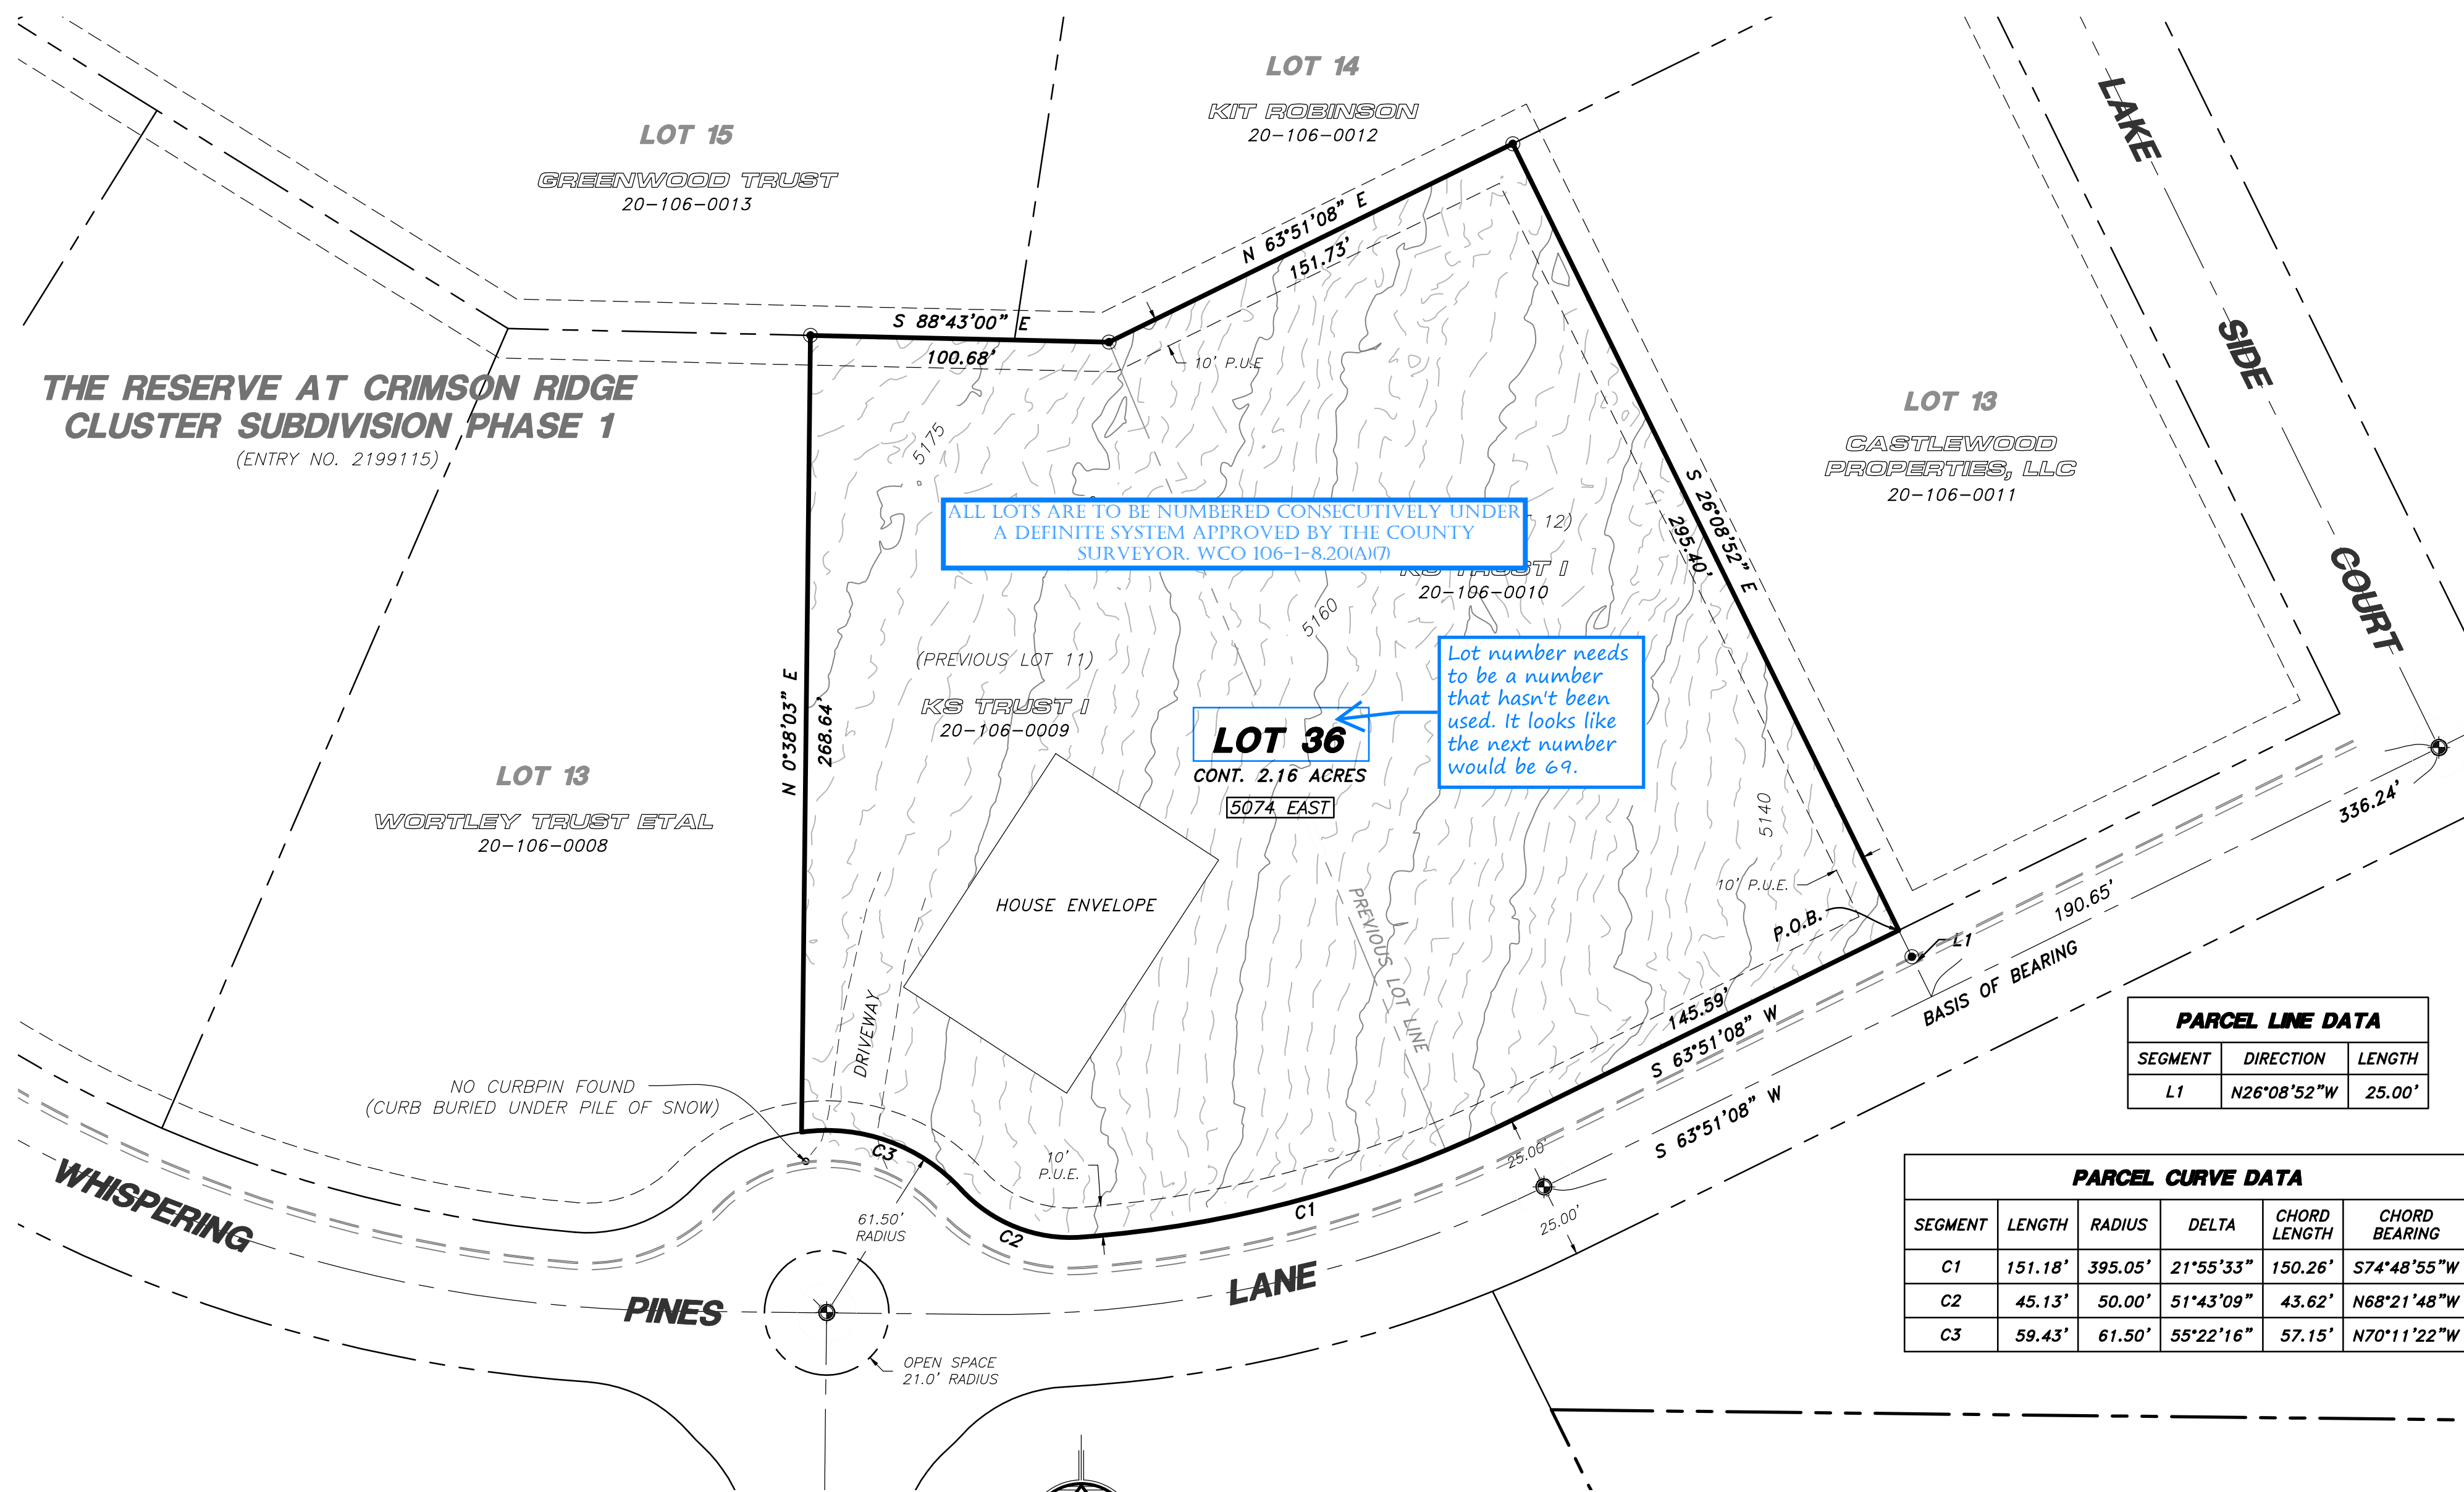 LOT 14
KIT ROBINSON
20-106-0012
LOT 15
GREENWOOD TRUST
20-106-0013
LAKE
SIDE
COURT
N 63°51'08" E
151.73'
S 88°43'00" E
100.68'
10' P.U.E
THE RESERVE AT CRIMSON RIDGE
CLUSTER SUBDIVISION PHASE 1
(ENTRY NO. 2199115)
LOT 13
CASTLEWOOD
PROPERTIES, LLC
20-106-0011
5175
S 26°08'52" E
295.40'
ALL LOTS ARE TO BE NUMBERED CONSECUTIVELY UNDER
A DEFINITE SYSTEM APPROVED BY THE COUNTY
SURVEYOR. WCO 106-1-8.20(A)(7)
12)
KS TRUST I
20-106-0010
5160
(PREVIOUS LOT 11)
KS TRUST I
20-106-0009
N 0°38'03" E
268.64'
Lot number needs
to be a number
that hasn't been
used. It looks like
the next number
would be 69.
LOT 36
CONT. 2.16 ACRES
5074 EAST
LOT 13
WORTLEY TRUST ETAL
20-106-0008
5140
336.24'
HOUSE ENVELOPE
10' P.U.E.
P.O.B.
L1
190.65'
BASIS OF BEARING
PREVIOUS LOT LINE
DRIVEWAY
145.59'
S 63°51'08" W
S 63°51'08" W
NO CURBPIN FOUND
(CURB BURIED UNDER PILE OF SNOW)
C3
10'
P.U.E.
25.00'
25.00'
61.50'
RADIUS
C2
C1
WHISPERING
PINES
LANE
OPEN SPACE
21.0' RADIUS
PARCEL LINE DATA
SEGMENT DIRECTION LENGTH
L1 N26°08'52"W 25.00'
PARCEL CURVE DATA
SEGMENT LENGTH RADIUS DELTA CHORD LENGTH CHORD BEARING
C1 151.18' 395.05' 21°55'33" 150.26' S74°48'55"W
C2 45.13' 50.00' 51°43'09" 43.62' N68°21'48"W
C3 59.43' 61.50' 55°22'16" 57.15' N70°11'22"W